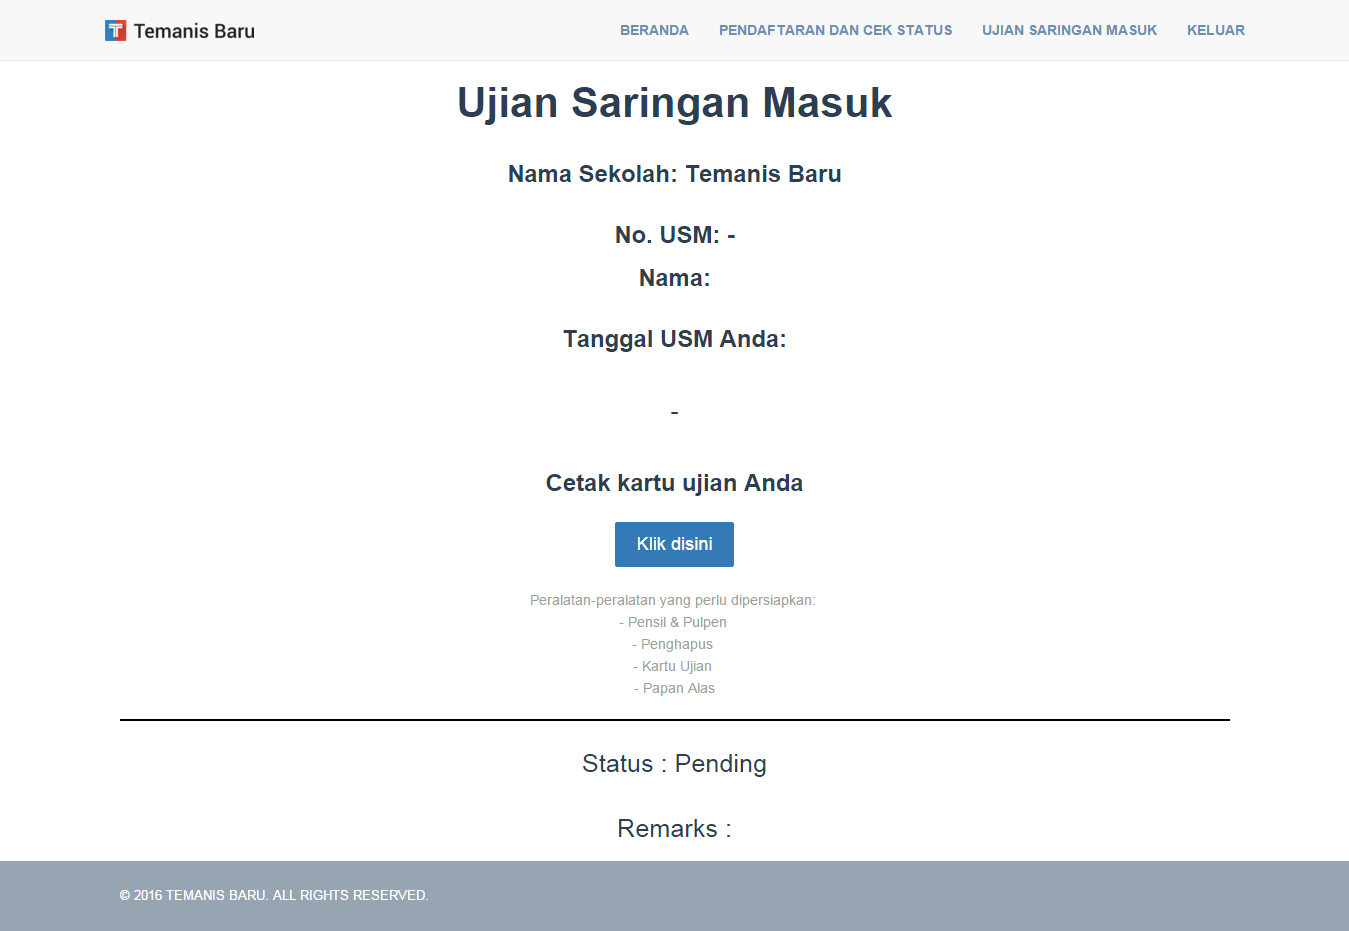 Temanis Baru
BERANDA PENDAFTARAN DAN CEK STATUS UJIAN SARINGAN MASUK KELUAR
Ujian Saringan Masuk
Nama Sekolah: Temanis Baru
No. USM: -
Nama:
Tanggal USM Anda:
-
Cetak kartu ujian Anda
Klik disini
Peralatan-peralatan yang perlu dipersiapkan:
- Pensil & Pulpen
- Penghapus
- Kartu Ujian
- Papan Alas
Status : Pending
Remarks :
© 2016 TEMANIS BARU. ALL RIGHTS RESERVED.